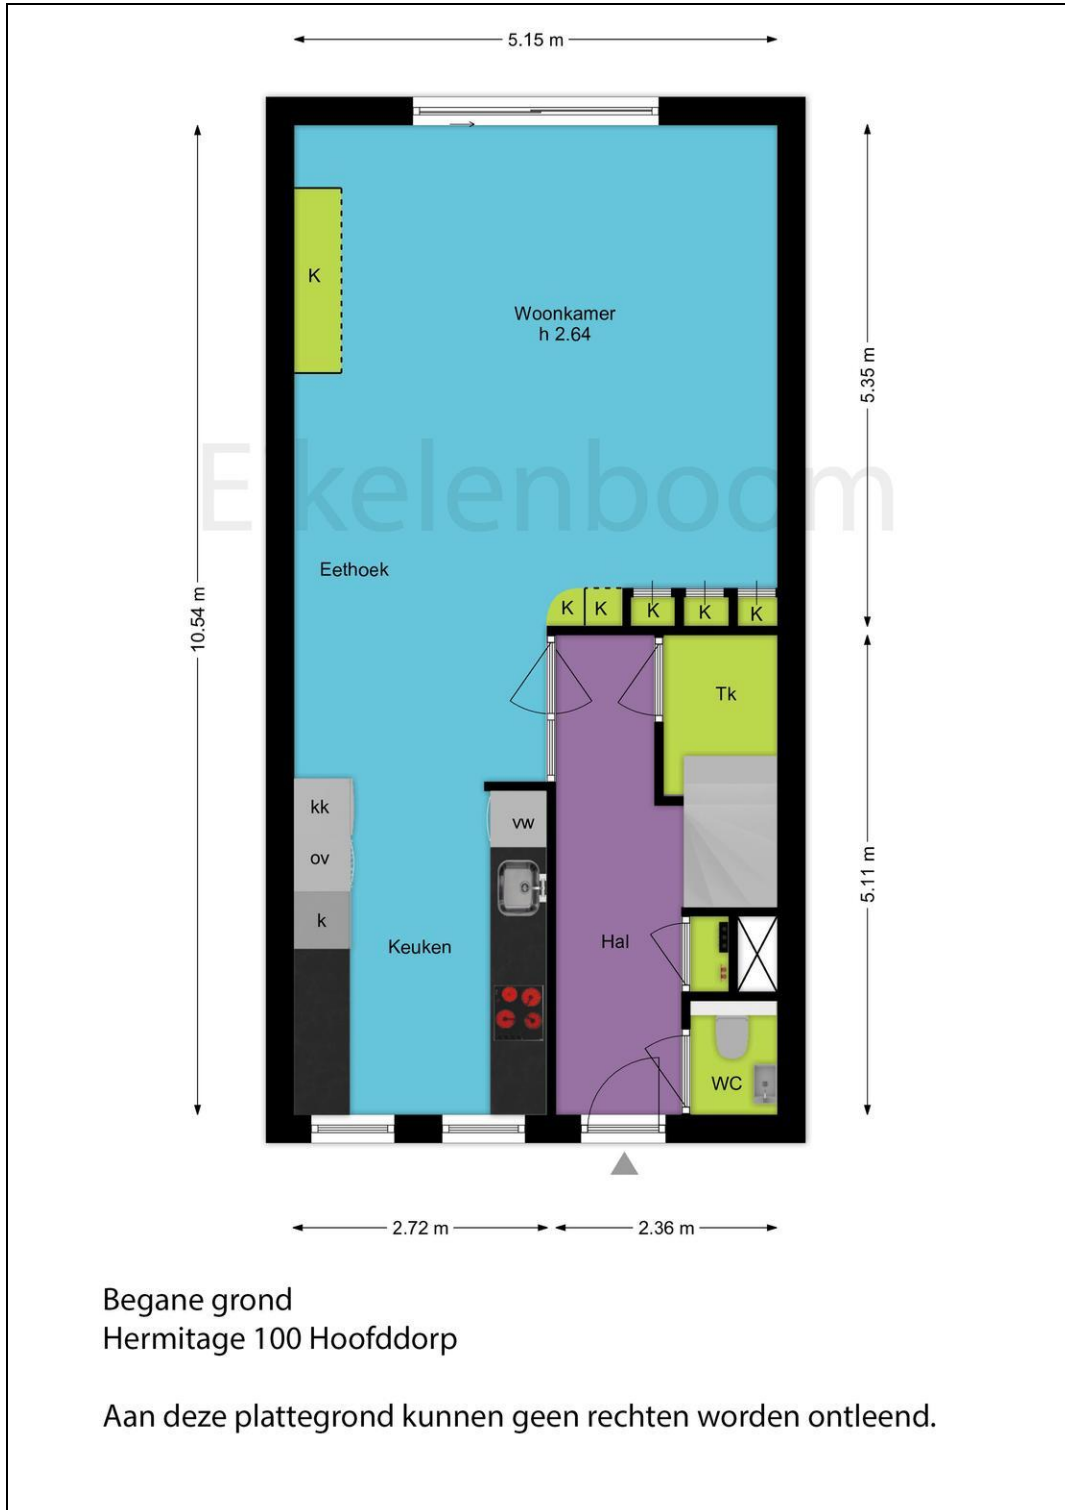 5.15 m
K
Woonkamer
h 2.64
5.35 m
Eikelenboom
Eethoek
10.54 m
K
K
K
K
K
Tk
kk
vw
ov
5.11 m
k
Hal
Keuken
WC
2.72 m
2.36 m
Begane grond
Hermitage 100 Hoofddorp
Aan deze plattegrond kunnen geen rechten worden ontleend.